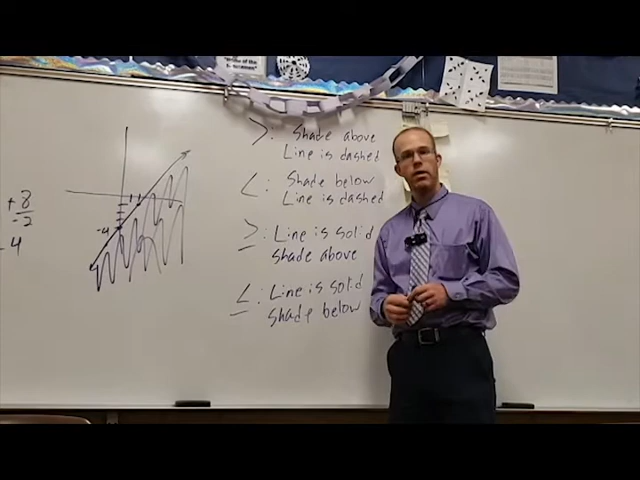 + 8
-2
- 4
-4
> : Shade above
Line is dashed
< : Shade below
Line is dashed
≥ : Line is solid
shade above
≤ : Line is solid
shade below